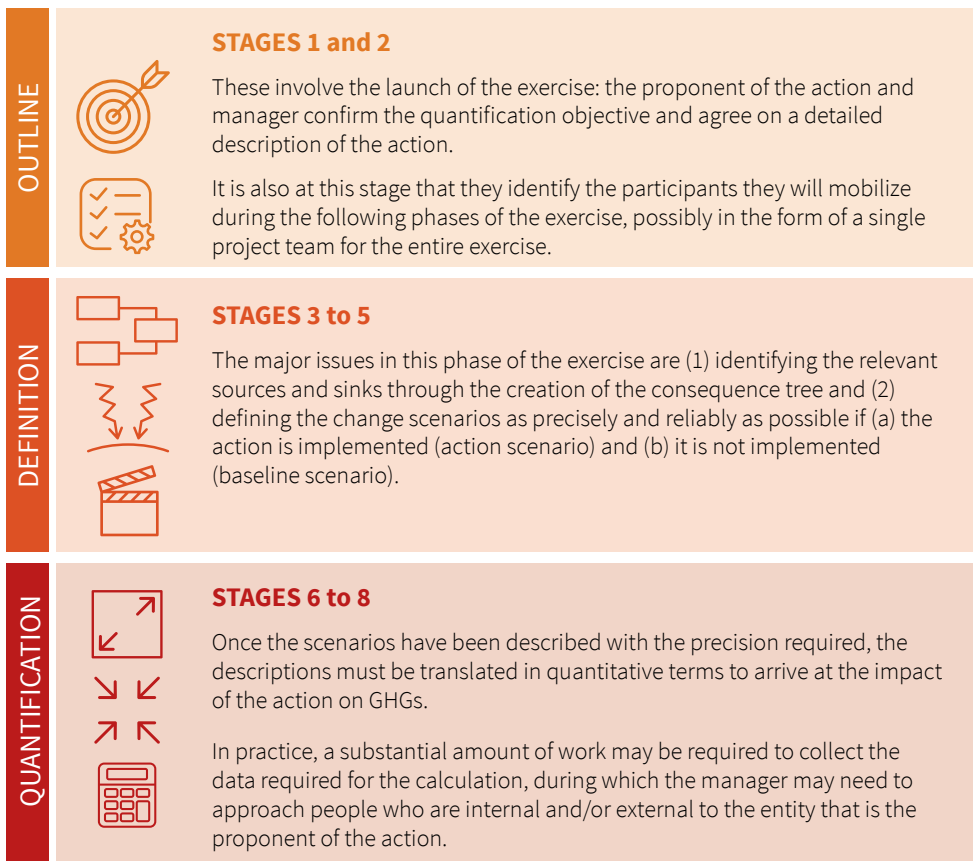 OUTLINE
STAGES 1 and 2
These involve the launch of the exercise: the proponent of the action and
manager confirm the quantification objective and agree on a detailed
description of the action.
It is also at this stage that they identify the participants they will mobilize
during the following phases of the exercise, possibly in the form of a single
project team for the entire exercise.
DEFINITION
STAGES 3 to 5
The major issues in this phase of the exercise are (1) identifying the relevant
sources and sinks through the creation of the consequence tree and (2)
defining the change scenarios as precisely and reliably as possible if (a) the
action is implemented (action scenario) and (b) it is not implemented
(baseline scenario).
QUANTIFICATION
STAGES 6 to 8
Once the scenarios have been described with the precision required, the
descriptions must be translated in quantitative terms to arrive at the impact
of the action on GHGs.
In practice, a substantial amount of work may be required to collect the
data required for the calculation, during which the manager may need to
approach people who are internal and/or external to the entity that is the
proponent of the action.